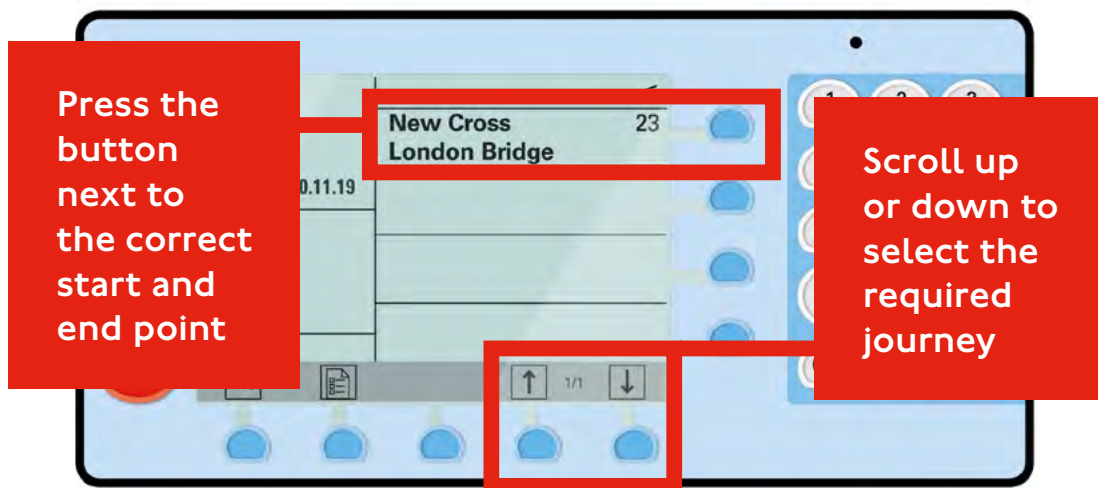 Press the
button
next to
the correct
start and
end point
New Cross 23
London Bridge
0.11.19
1/1
Scroll up
or down to
select the
required
journey